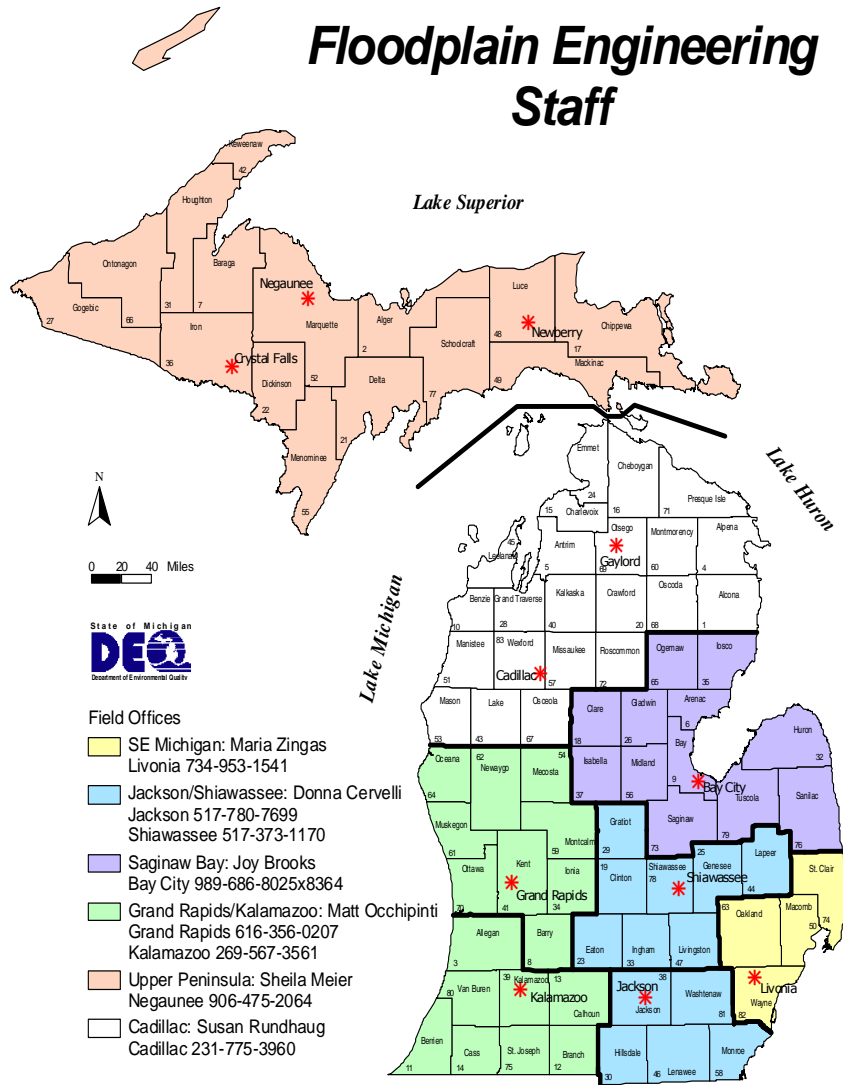 Floodplain Engineering
Staff
Keweenaw
42
Houghton
Lake Superior
Ontonagon
Baraga
Negaunee
Luce
Gogebic
31
7
27
66
Iron
Marquette
Alger
48
Newberry
Chippewa
2
Schoolcraft
17
36
Crystal Falls
Mackinac
52
Dickinson
Delta
77
49
22
21
Menominee
55
Emmet
Cheboygan
Lake Huron
N
24
Presque Isle
15
16
71
Charlevoix
Otsego
Montmorency
Alpena
45
Leelanau
Antrim
Gaylord
0 20 40 Miles
5
69
60
4
Lake Michigan
Kalkaska
Crawford
Oscoda
Alcona
Benzie
Grand Traverse
10
28
40
20
68
1
State of Michigan
DEQ
Department of Environmental Quality
Manistee
83
Wexford
Missaukee
Roscommon
Ogemaw
Iosco
Cadillac
51
57
72
65
35
Mason
Lake
Osceola
Clare
Gladwin
Arenac
6
53
43
67
18
26
Bay
Huron
32
Oceana
62
54
Newaygo
Mecosta
Isabella
Midland
9
Bay City
64
37
56
Tuscola
Sanilac
Muskegon
Gratiot
Saginaw
Montcalm
61
59
29
73
79
76
Ottawa
Kent
Ionia
19
Clinton
Shiawassee
78
25
Genesee
Lapeer
St. Clair
Shiawassee
44
70
41
Grand Rapids
34
63
Oakland
Macomb
50
74
Allegan
Barry
Eaton
Ingham
Livingston
3
8
23
33
47
39
Kalamazoo
13
38
Livonia
80
Van Buren
Kalamazoo
Calhoun
Jackson
Jackson
Washtenaw
81
82
Wayne
Berrien
Cass
St. Joseph
Branch
Hillsdale
Lenawee
Monroe
11
14
75
12
30
46
58
Field Offices
SE Michigan: Maria Zingas
Livonia 734-953-1541
Jackson/Shiawassee: Donna Cervelli
Jackson 517-780-7699
Shiawassee 517-373-1170
Saginaw Bay: Joy Brooks
Bay City 989-686-8025x8364
Grand Rapids/Kalamazoo: Matt Occhipinti
Grand Rapids 616-356-0207
Kalamazoo 269-567-3561
Upper Peninsula: Sheila Meier
Negaunee 906-475-2064
Cadillac: Susan Rundhaug
Cadillac 231-775-3960